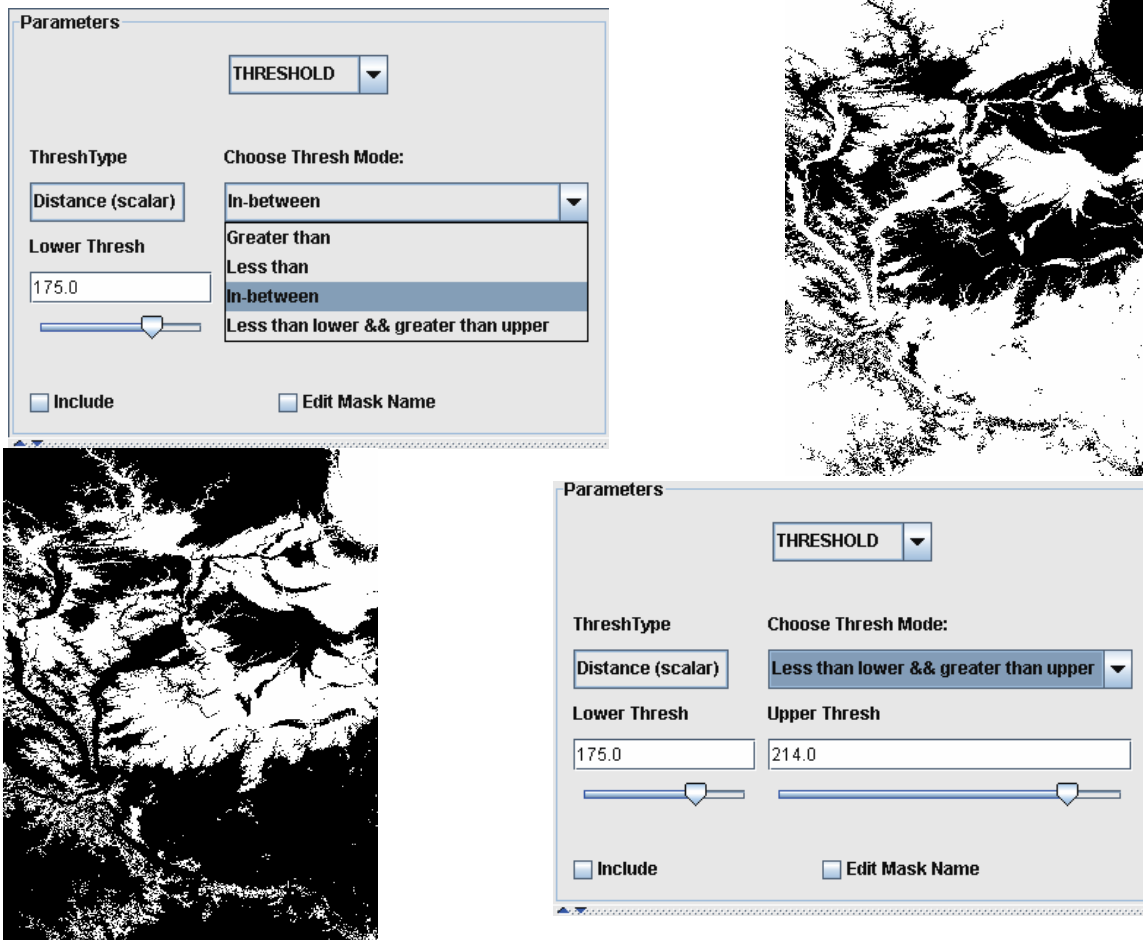 Parameters
THRESHOLD
ThreshType
Choose Thresh Mode:
Distance (scalar)
In-between
Lower Thresh
Greater than
Less than
175.0
In-between
Less than lower && greater than upper
Include
Edit Mask Name
Parameters
THRESHOLD
ThreshType
Choose Thresh Mode:
Distance (scalar)
Less than lower && greater than upper
Lower Thresh
Upper Thresh
175.0
214.0
Include
Edit Mask Name